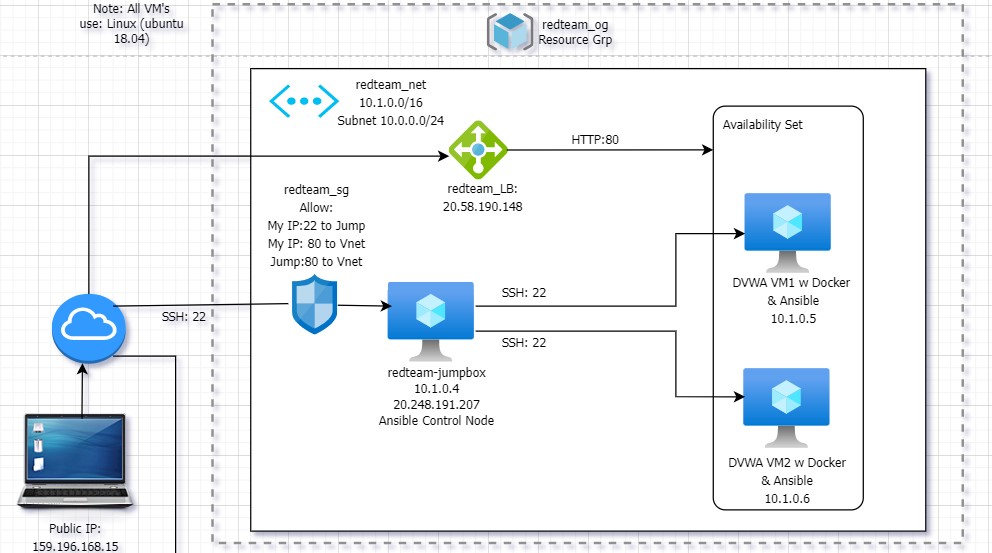 Note: All VM's
use: Linux (ubuntu
18.04)
redteam_og
Resource Grp
redteam_net
10.1.0.0/16
Subnet 10.0.0.0/24
Availability Set
HTTP:80
redteam_LB:
20.58.190.148
redteam_sg
Allow:
My IP:22 to Jump
My IP: 80 to Vnet
Jump:80 to Vnet
SSH: 22
SSH: 22
SSH: 22
redteam-jumpbox
10.1.0.4
20.248.191.207
Ansible Control Node
DVWA VM1 w Docker
& Ansible
10.1.0.5
DVWA VM2 w Docker
& Ansible
10.1.0.6
Public IP:
159.196.168.15